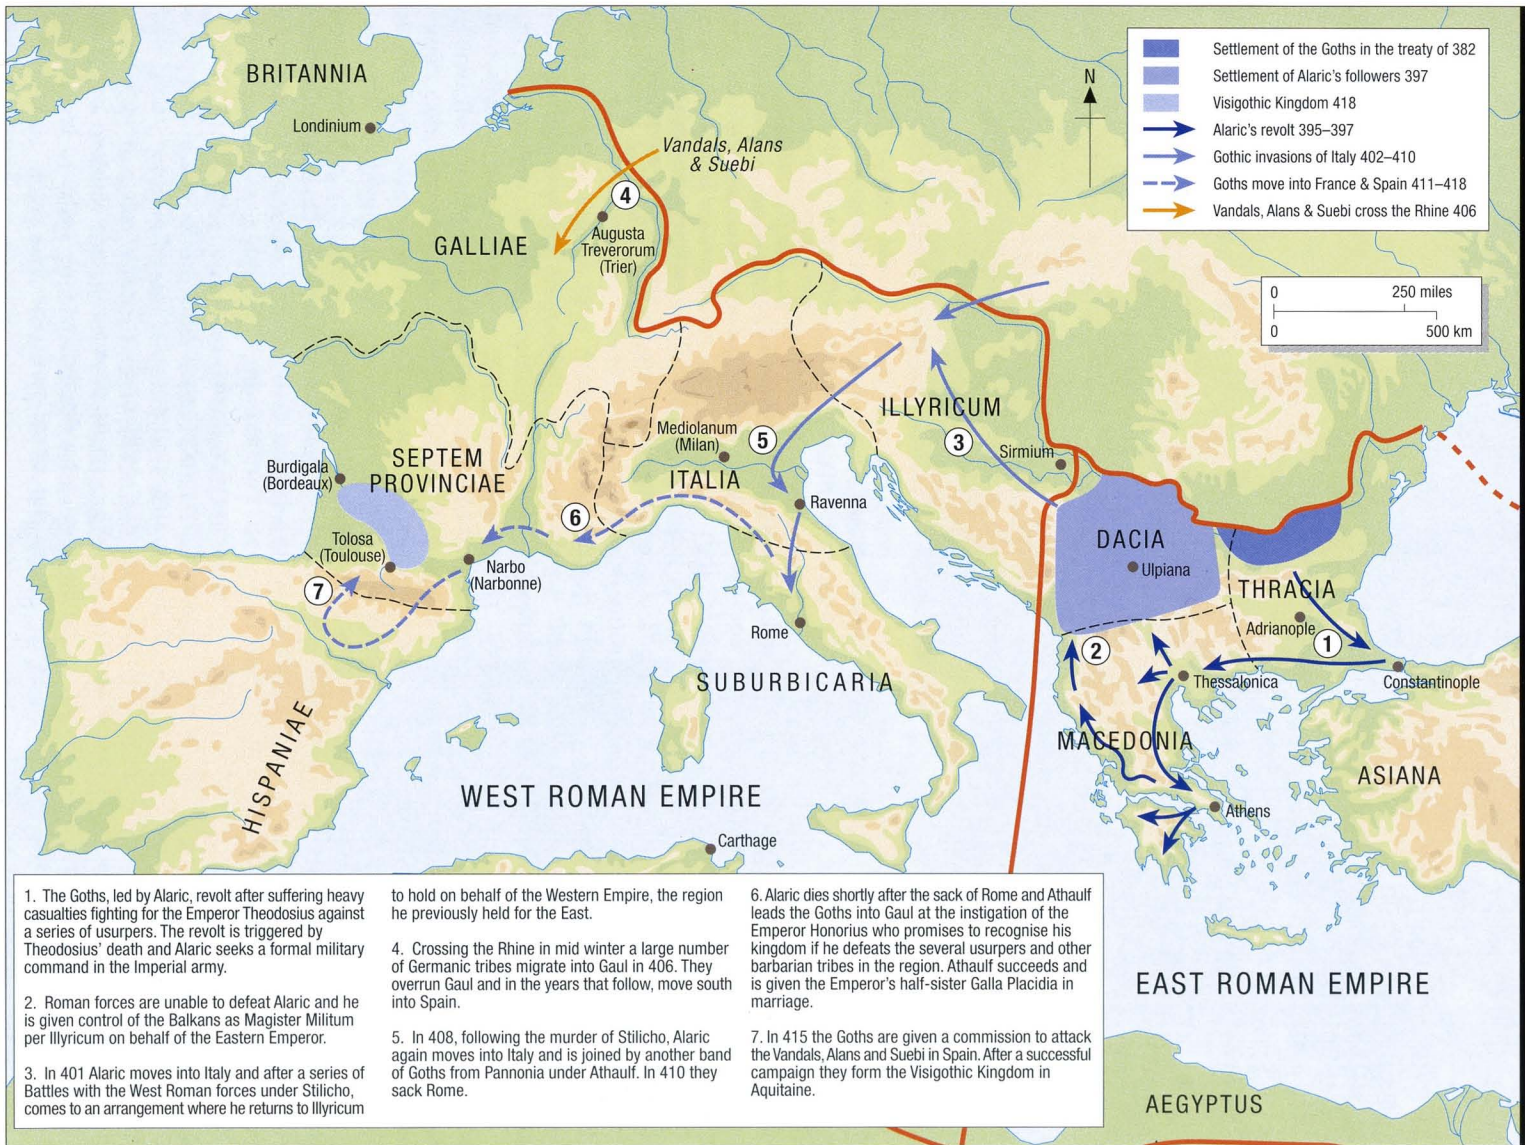 BRITANNIA
Londinium
Vandals, Alans
& Suebi
4
Augusta
Treverorum
(Trier)
GALLIAE
N
Settlement of the Goths in the treaty of 382
Settlement of Alaric's followers 397
Visigothic Kingdom 418
Alaric's revolt 395–397
Gothic invasions of Italy 402–410
Goths move into France & Spain 411–418
Vandals, Alans & Suebi cross the Rhine 406
0 250 miles
0 500 km
ILLYRICUM
3
Sirmium
Mediolanum
(Milan)
5
ITALIA
Ravenna
SEPTEM
PROVINCIAE
Burdigala
(Bordeaux)
6
Tolosa
(Toulouse)
Narbo
(Narbonne)
7
DACIA
Ulpiana
THRACIA
Adrianople
1
2
Thessalonica
Constantinople
Rome
SUBURBICARIA
MACEDONIA
HISPANIAE
ASIANA
WEST ROMAN EMPIRE
Athens
Carthage
EAST ROMAN EMPIRE
AEGYPTUS
1. The Goths, led by Alaric, revolt after suffering heavy
casualties fighting for the Emperor Theodosius against
a series of usurpers. The revolt is triggered by
Theodosius' death and Alaric seeks a formal military
command in the Imperial army.
2. Roman forces are unable to defeat Alaric and he
is given control of the Balkans as Magister Militum
per Illyricum on behalf of the Eastern Emperor.
3. In 401 Alaric moves into Italy and after a series of
Battles with the West Roman forces under Stilicho,
comes to an arrangement where he returns to Illyricum
to hold on behalf of the Western Empire, the region
he previously held for the East.
4. Crossing the Rhine in mid winter a large number
of Germanic tribes migrate into Gaul in 406. They
overrun Gaul and in the years that follow, move south
into Spain.
5. In 408, following the murder of Stilicho, Alaric
again moves into Italy and is joined by another band
of Goths from Pannonia under Athaulf. In 410 they
sack Rome.
6. Alaric dies shortly after the sack of Rome and Athaulf
leads the Goths into Gaul at the instigation of the
Emperor Honorius who promises to recognise his
kingdom if he defeats the several usurpers and other
barbarian tribes in the region. Athaulf succeeds and
is given the Emperor's half-sister Galla Placidia in
marriage.
7. In 415 the Goths are given a commission to attack
the Vandals, Alans and Suebi in Spain. After a successful
campaign they form the Visigothic Kingdom in
Aquitaine.